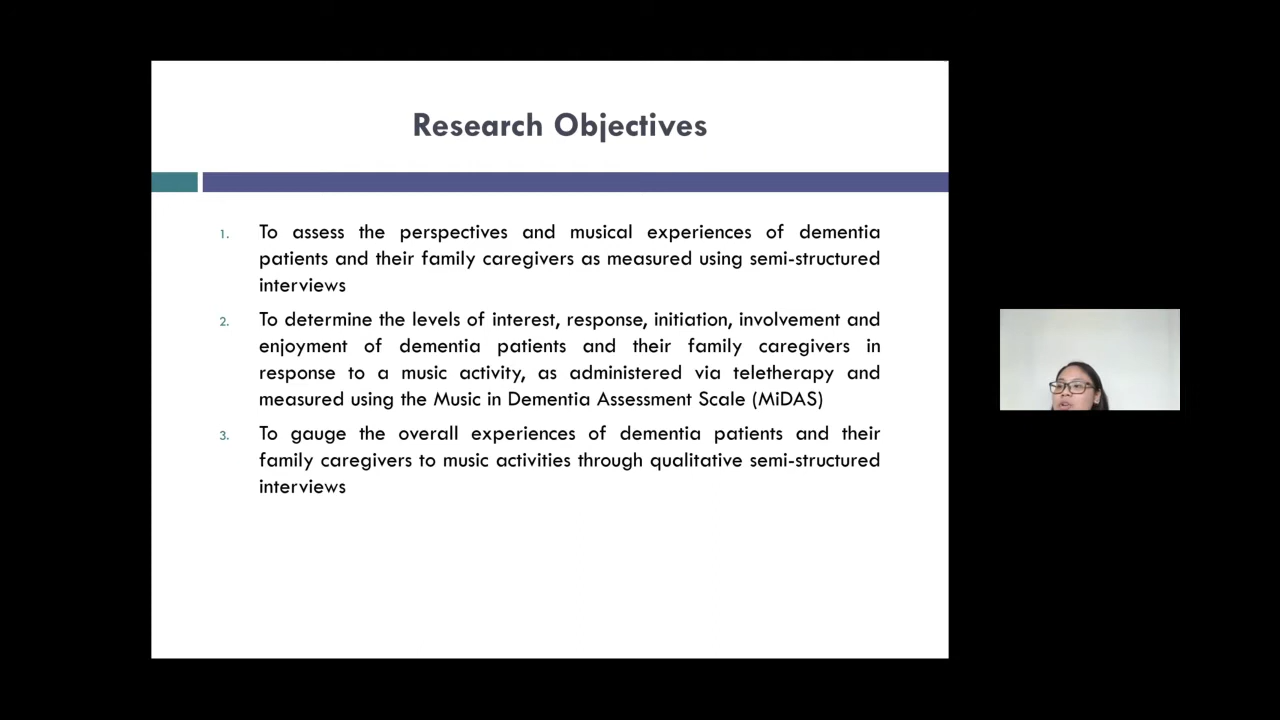 Research Objectives
1. To assess the perspectives and musical experiences of dementia
patients and their family caregivers as measured using semi-structured
interviews
2. To determine the levels of interest, response, initiation, involvement and
enjoyment of dementia patients and their family caregivers in
response to a music activity, as administered via teletherapy and
measured using the Music in Dementia Assessment Scale (MiDAS)
3. To gauge the overall experiences of dementia patients and their
family caregivers to music activities through qualitative semi-structured
interviews